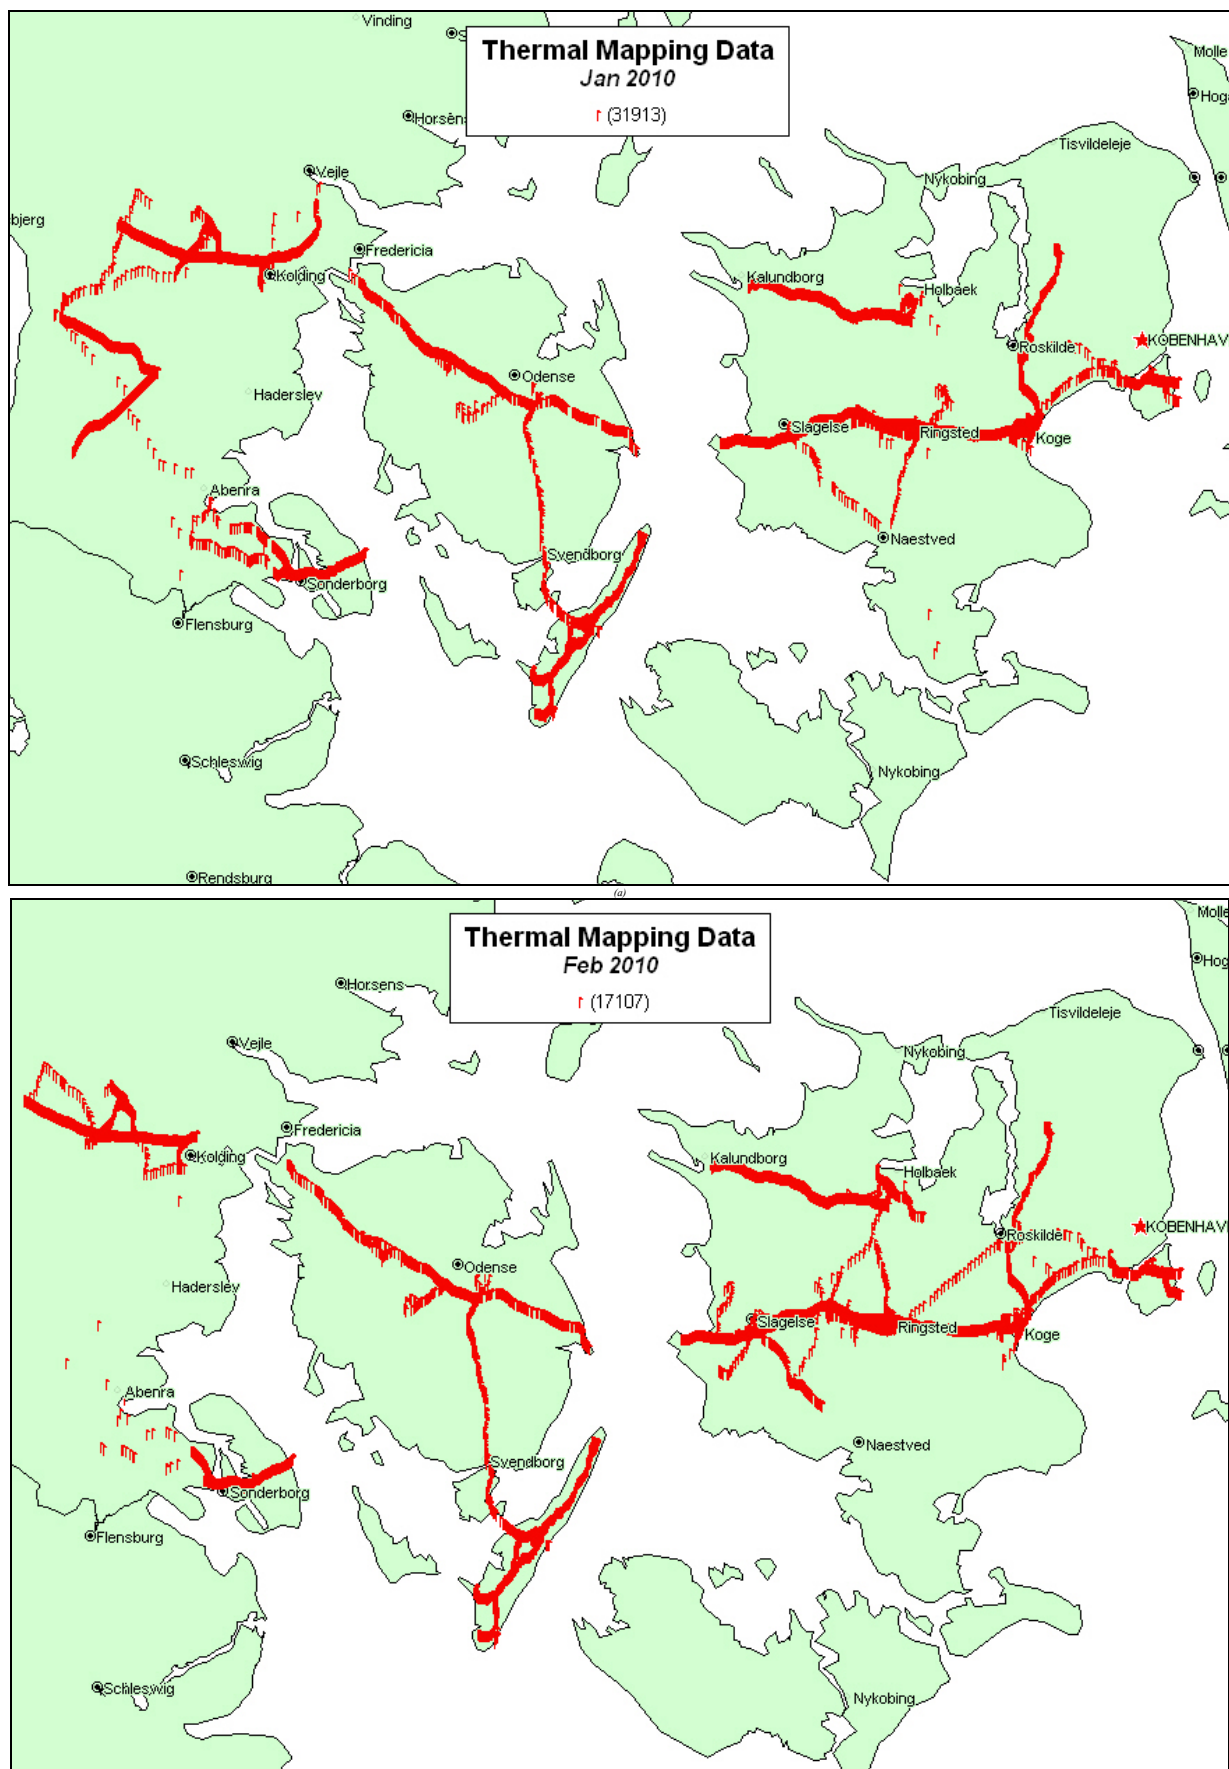 Vinding
S
Thermal Mapping Data
Jan 2010
(31913)
Molle
Hoga
Horsen
Tisvildeleje
Vejle
Nykobing
bjerg
Fredericia
Kolding
Kalundborg
Holbaek
Roskilde
KOBENHAV
Odense
Haderslev
Slagelse
Ringsted
Koge
Abenra
Naestved
Svendborg
Sonderborg
Flensburg
Schleswig
Nykobing
Rendsburg
(a)
Thermal Mapping Data
Feb 2010
(17107)
Molle
Hog
Horsens
Tisvildeleje
Vejle
Nykobing
Fredericia
Kolding
Kalundborg
Holbaek
Roskilde
KOBENHAV
Odense
Haderslev
Slagelse
Ringsted
Koge
Abenra
Naestved
Svendborg
Sonderborg
Flensburg
Schleswig
Nykobing